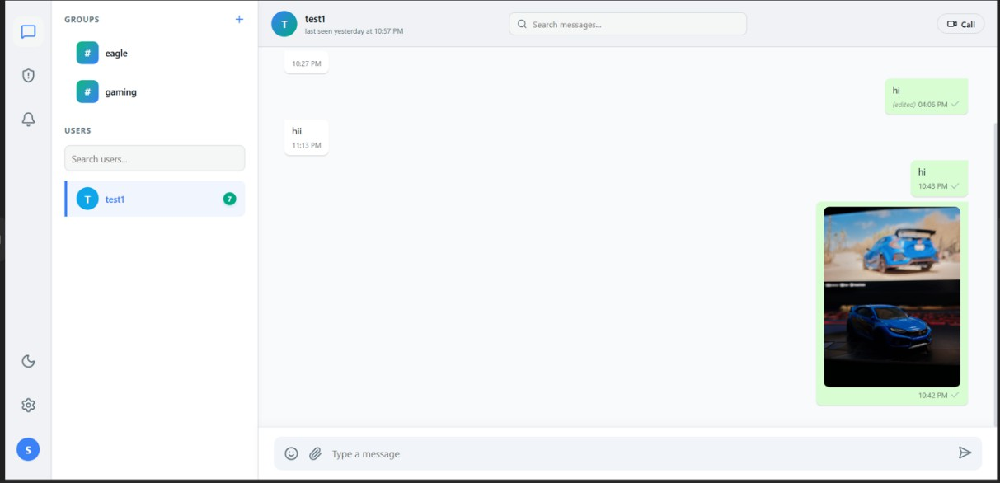 GROUPS
+
# eagle
# gaming
USERS
Search users...
T test1 7
S
T test1
last seen yesterday at 10:57 PM
Search messages...
Call
10:27 PM
hi
(edited) 04:06 PM
hii
11:13 PM
hi
10:43 PM
10:42 PM
Type a message